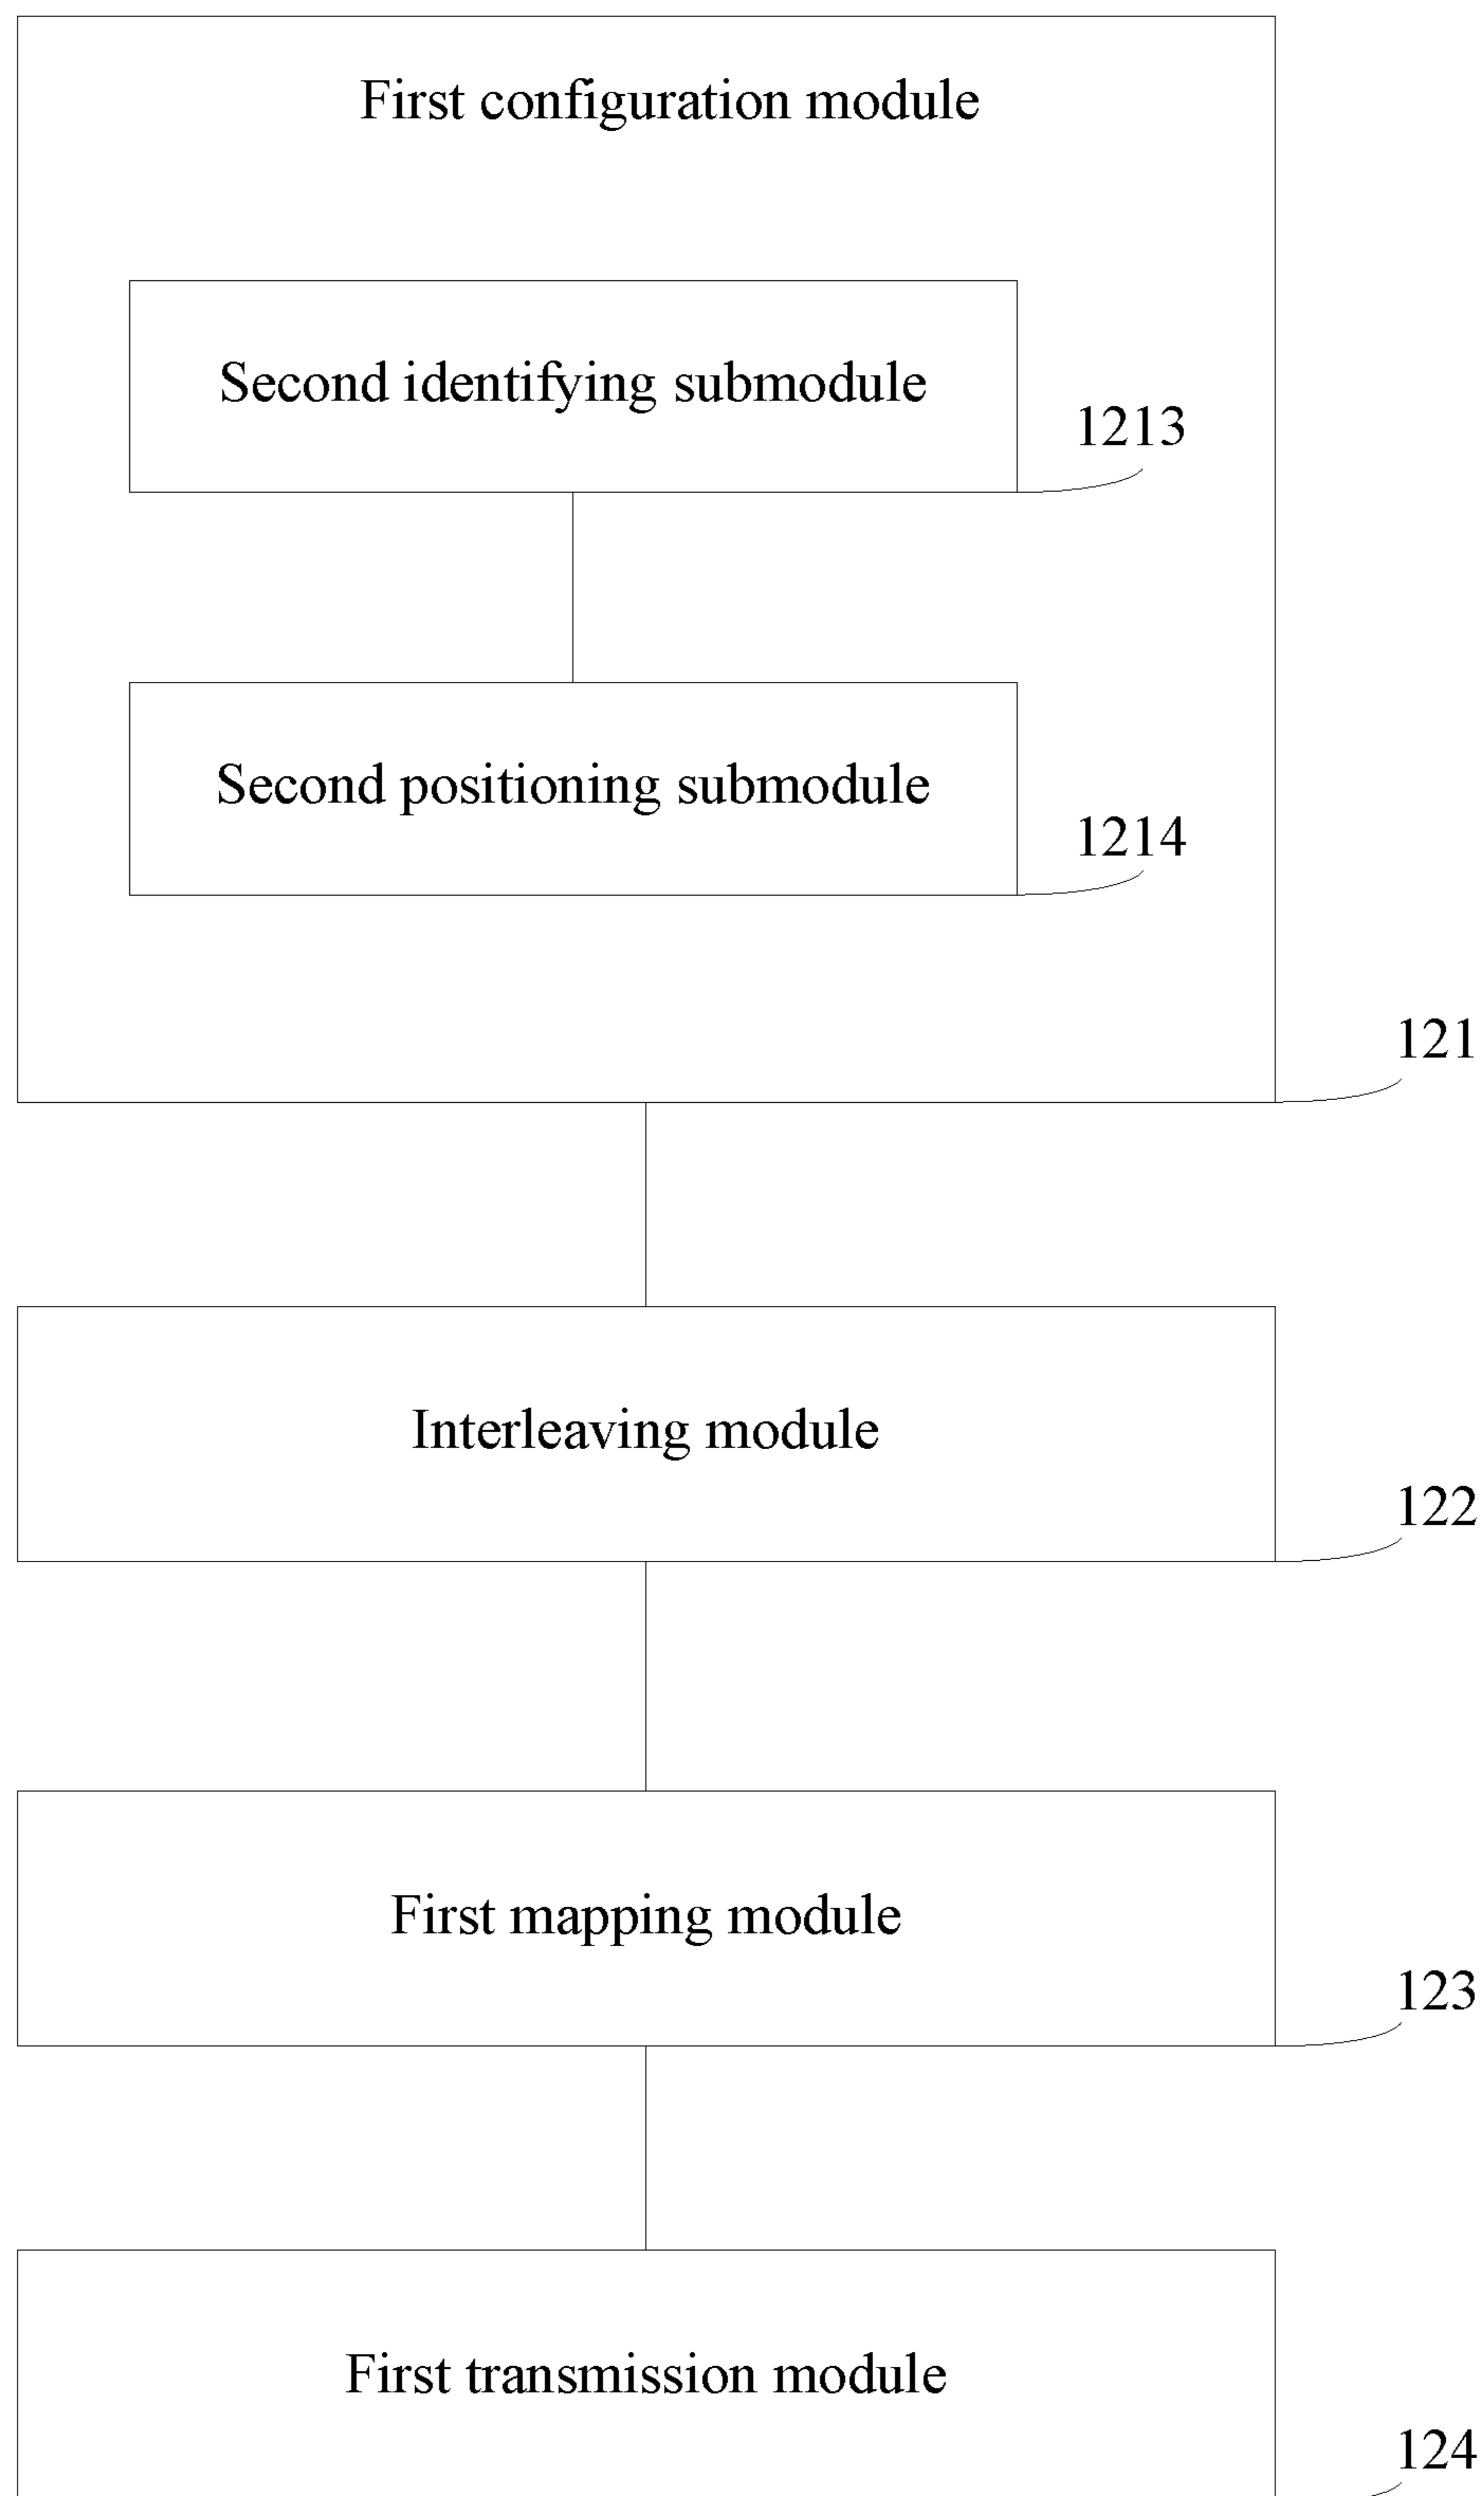 First configuration module
Second identifying submodule
1213
Second positioning submodule
1214
121
Interleaving module
122
First mapping module
123
First transmission module
124